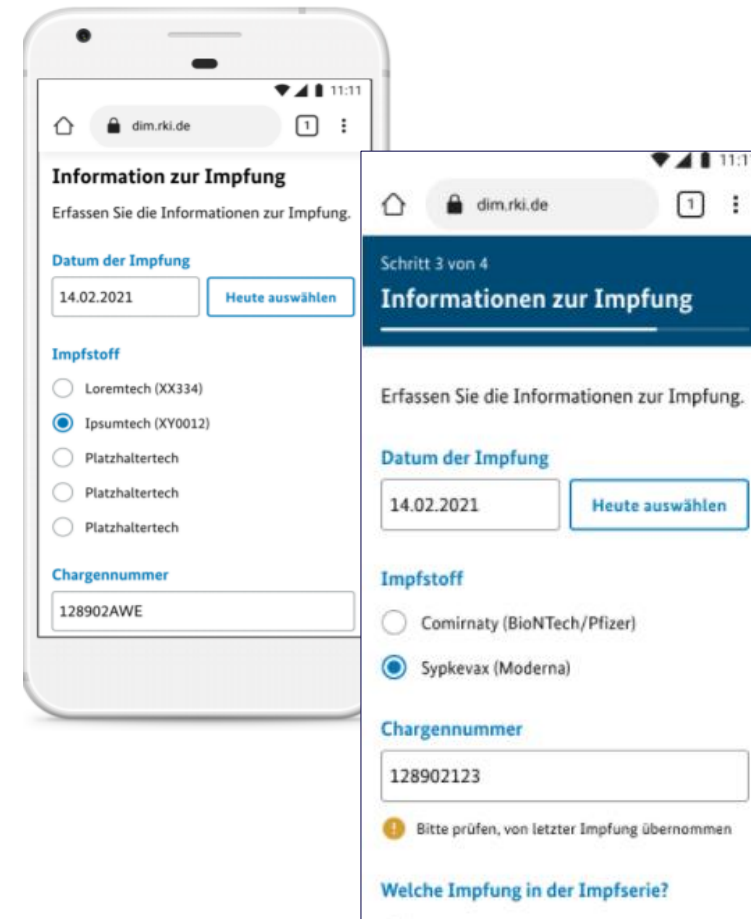 11:11
dim.rki.de
1
Information zur Impfung
Erfassen Sie die Informationen zur Impfung.
Datum der Impfung
14.02.2021
Heute auswählen
Impfstoff
Loremtech (XX334)
Ipsumtech (XY0012)
Platzhaltertech
Platzhaltertech
Platzhaltertech
Chargennummer
128902AWE
11:1
dim.rki.de
1
Schritt 3 von 4
Informationen zur Impfung
Erfassen Sie die Informationen zur Impfung.
Datum der Impfung
14.02.2021
Heute auswählen
Impfstoff
Comirnaty (BioNTech/Pfizer)
Sypkevax (Moderna)
Chargennummer
128902123
Bitte prüfen, von letzter Impfung übernommen
Welche Impfung in der Impfserie?